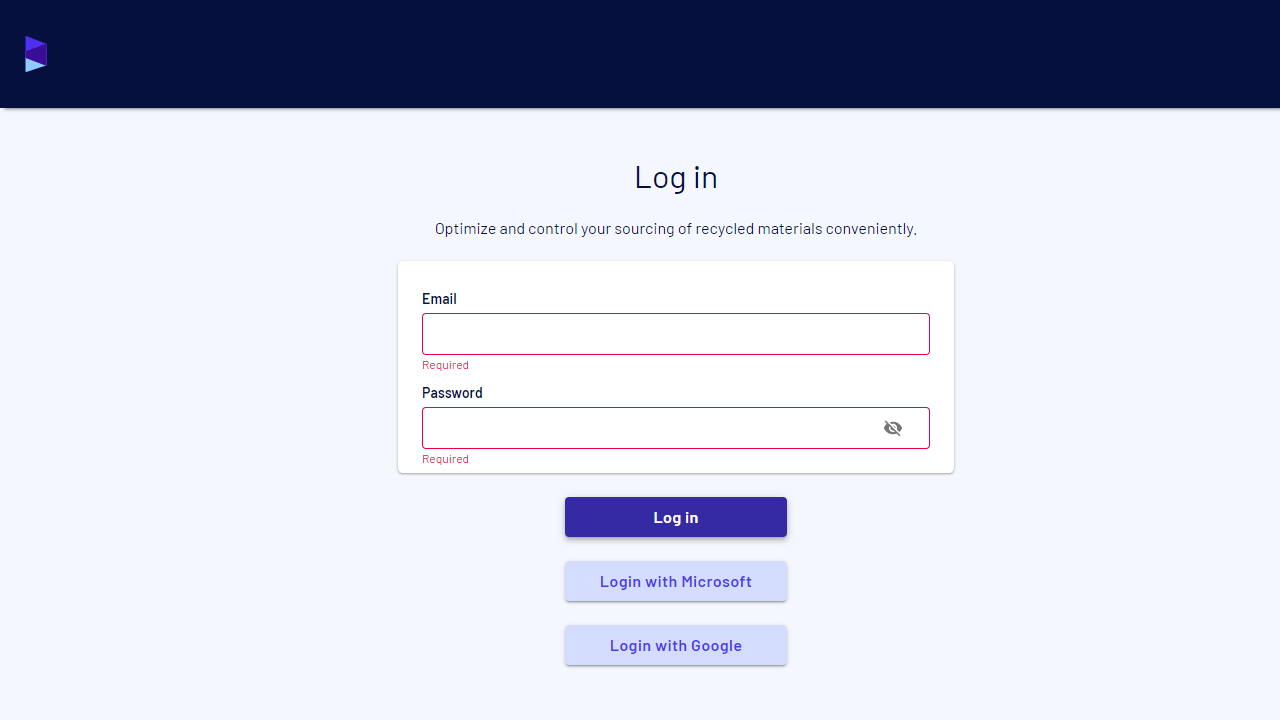 Log in
Optimize and control your sourcing of recycled materials conveniently.
Email
Required
Password
Required
Log in
Login with Microsoft
Login with Google